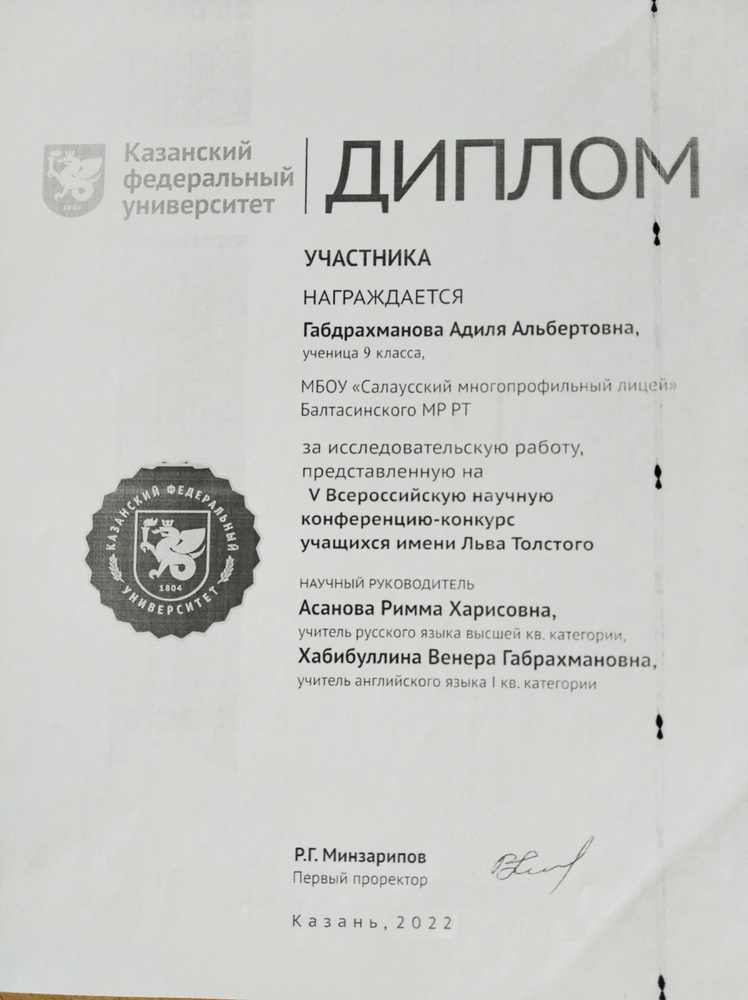 Казанский
федеральный
университет
1804
ДИПЛОМ
УЧАСТНИКА
НАГРАЖДАЕТСЯ
Габдрахманова Адиля Альбертовна,
ученица 9 класса,
МБОУ «Салаусский многопрофильный лицей»
Балтасинского МР РТ
за исследовательскую работу,
представленную на
V Всероссийскую научную
конференцию-конкурс
учащихся имени Льва Толстого
КАЗАНСКИЙ ФЕДЕРАЛЬНЫЙ
1804
УНИВЕРСИТЕТ
НАУЧНЫЙ РУКОВОДИТЕЛЬ
Асанова Римма Харисовна,
учитель русского языка высшей кв. категории,
Хабибуллина Венера Габрахмановна,
учитель английского языка I кв. категории
Р.Г. Минзарипов
Первый проректор
Казань, 2022